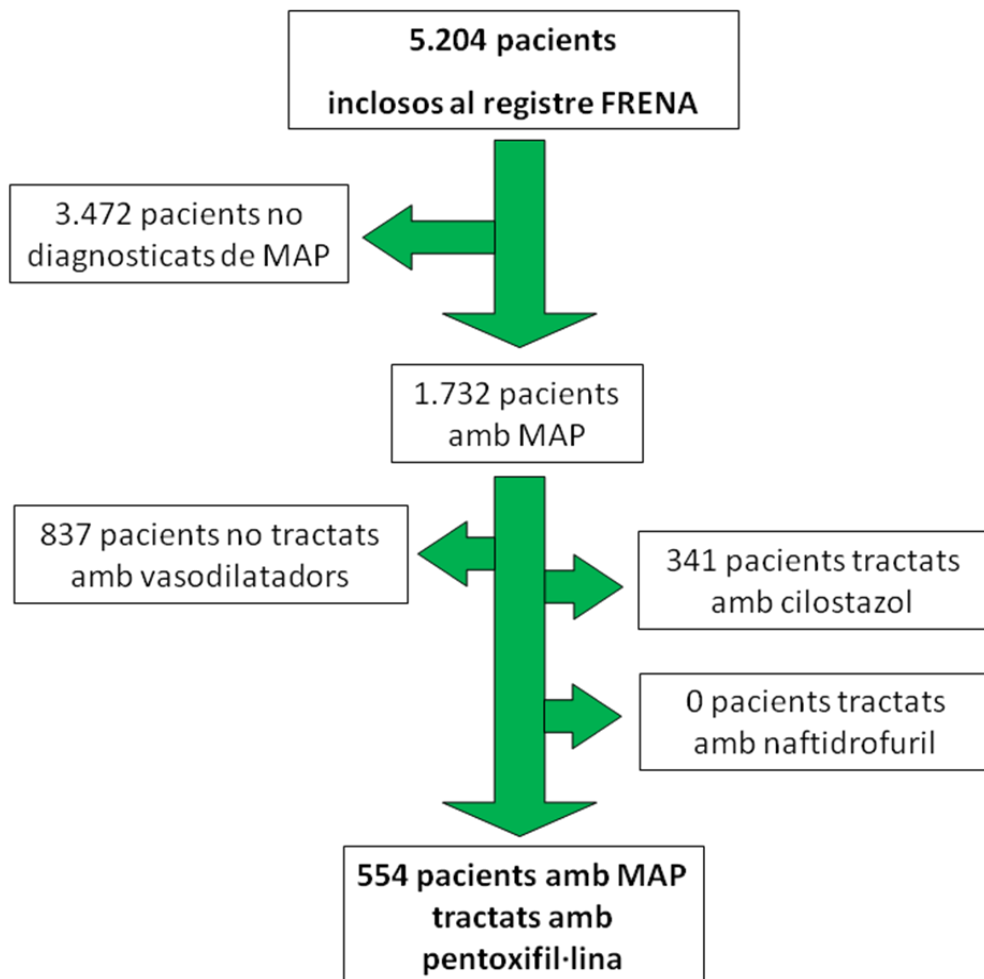 5.204 pacients
inclosos al registre FRENA
3.472 pacients no
diagnosticats de MAP
1.732 pacients
amb MAP
837 pacients no tractats
amb vasodilatadors
341 pacients tractats
amb cilostazol
0 pacients tractats
amb naftidrofuril
554 pacients amb MAP
tractats amb
pentoxifil·lina